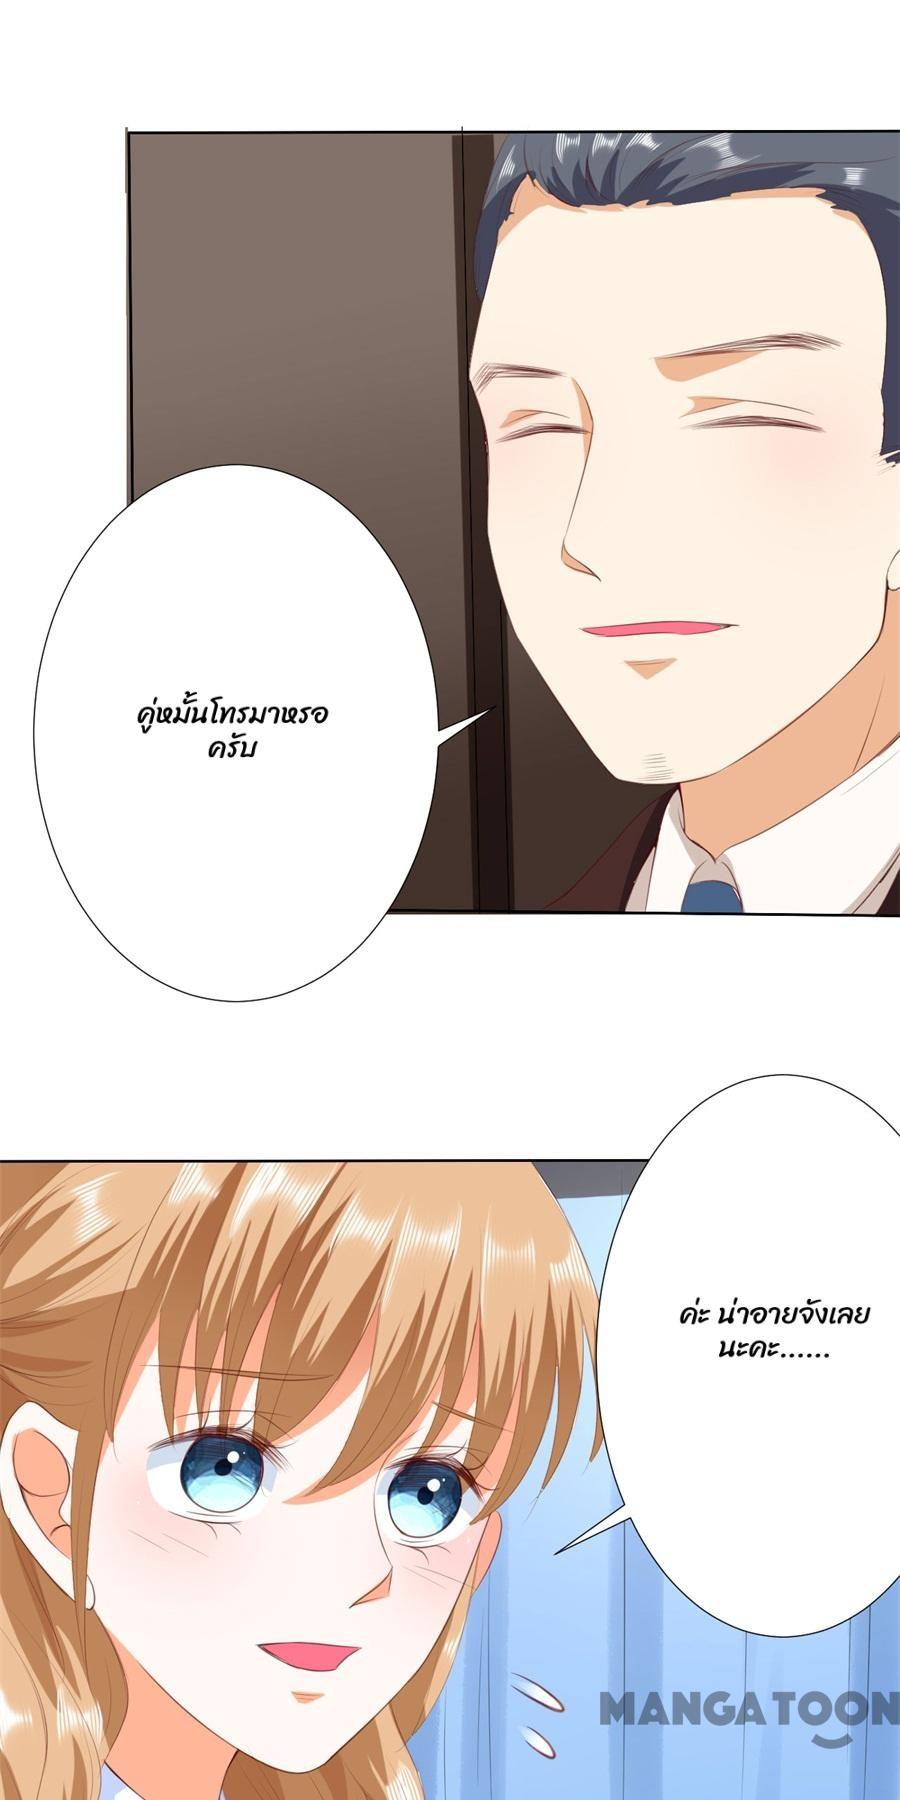 คู่หมั้นโทรมาหรอ
ครับ
ค่ะ น่าอายจังเลย
นะคะ......
MANGATOON